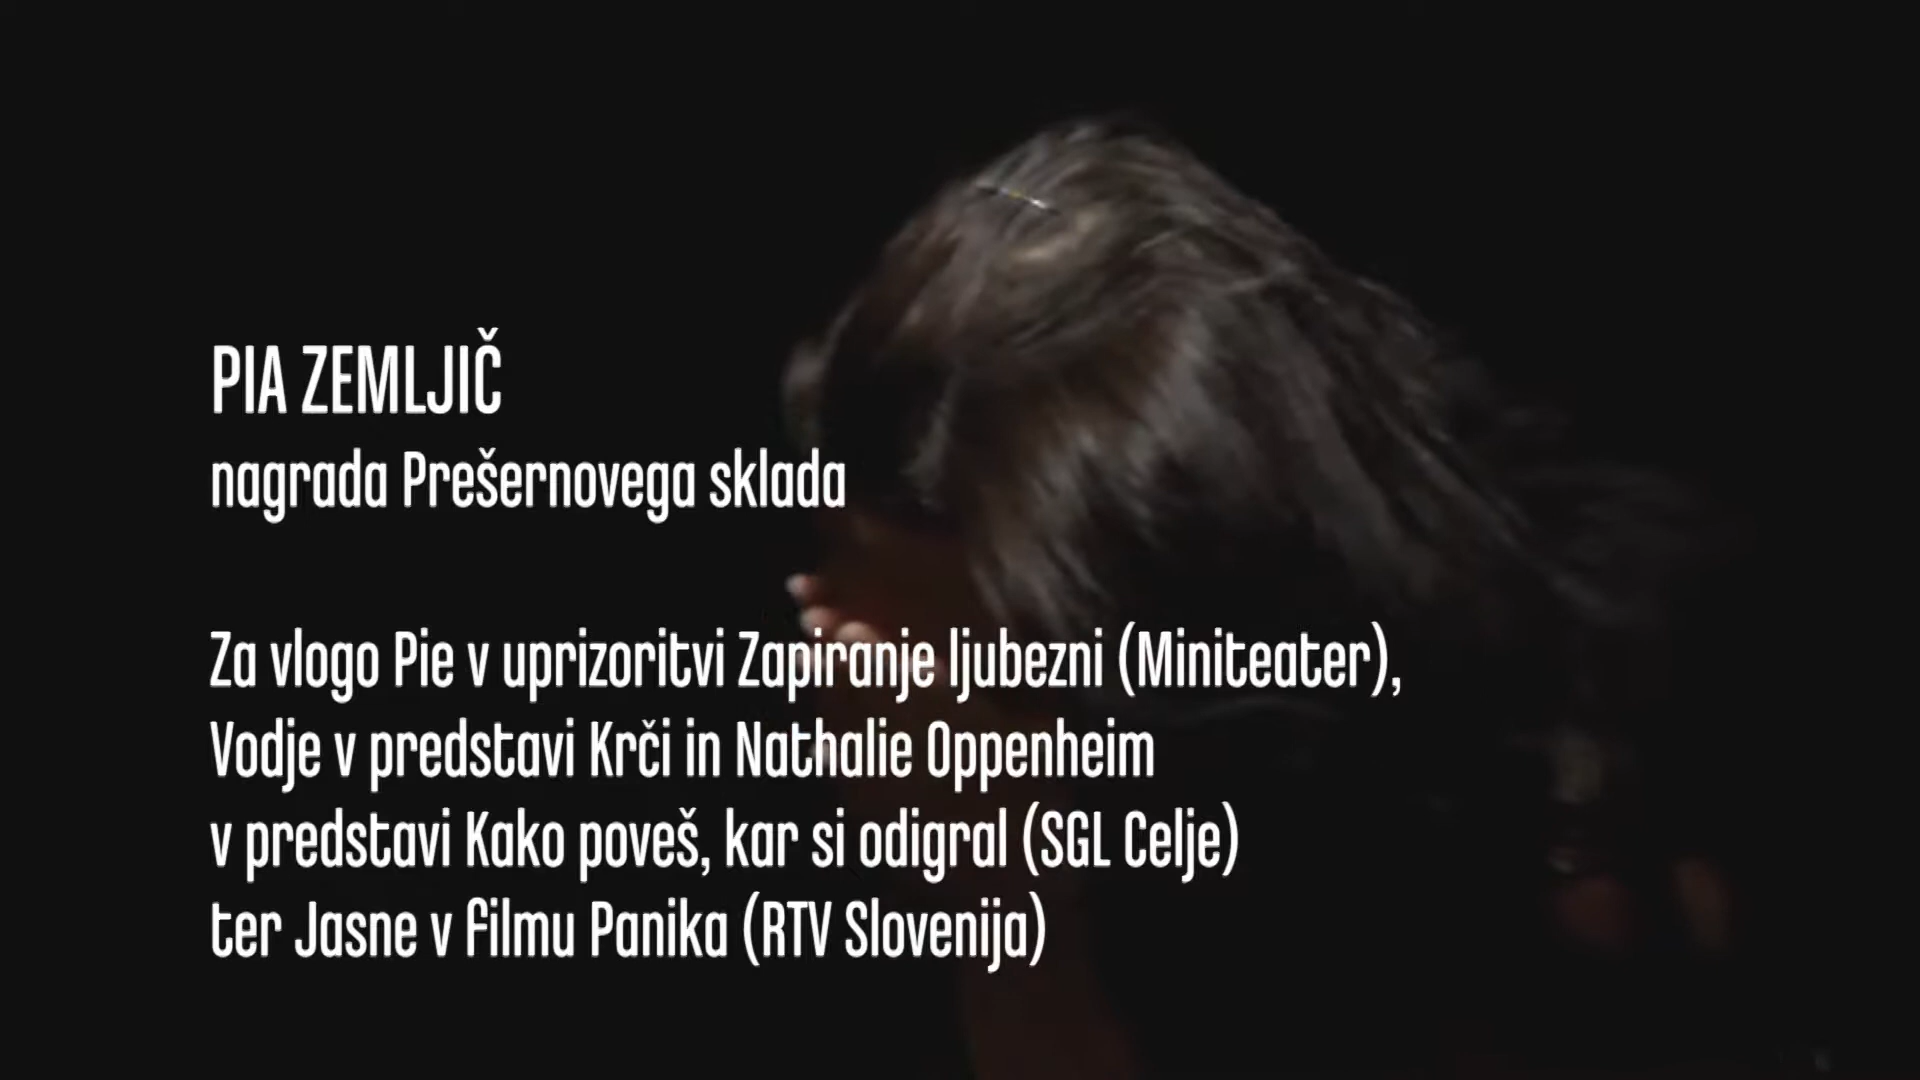 PIA ZEMLJIČ
nagrada Prešernovega sklada
Za vlogo Pie v uprizoritvi Zapiranje ljubezni (Miniteater),
Vodje v predstavi Krči in Nathalie Oppenheim
v predstavi Kako poveš, kar si odigral (SGL Celje)
ter Jasne v filmu Panika (RTV Slovenija)